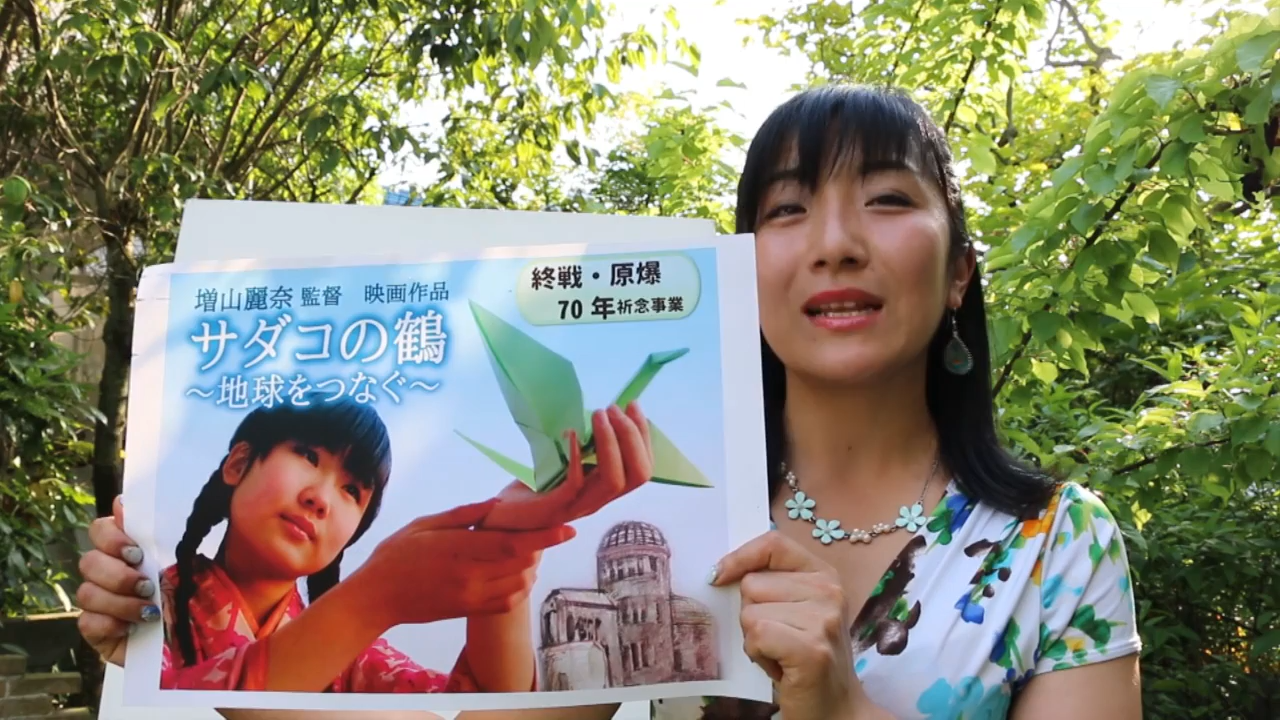 増山麗奈 監督　映画作品
サダコの鶴
～地球をつなぐ～
終戦・原爆
70 年祈念事業